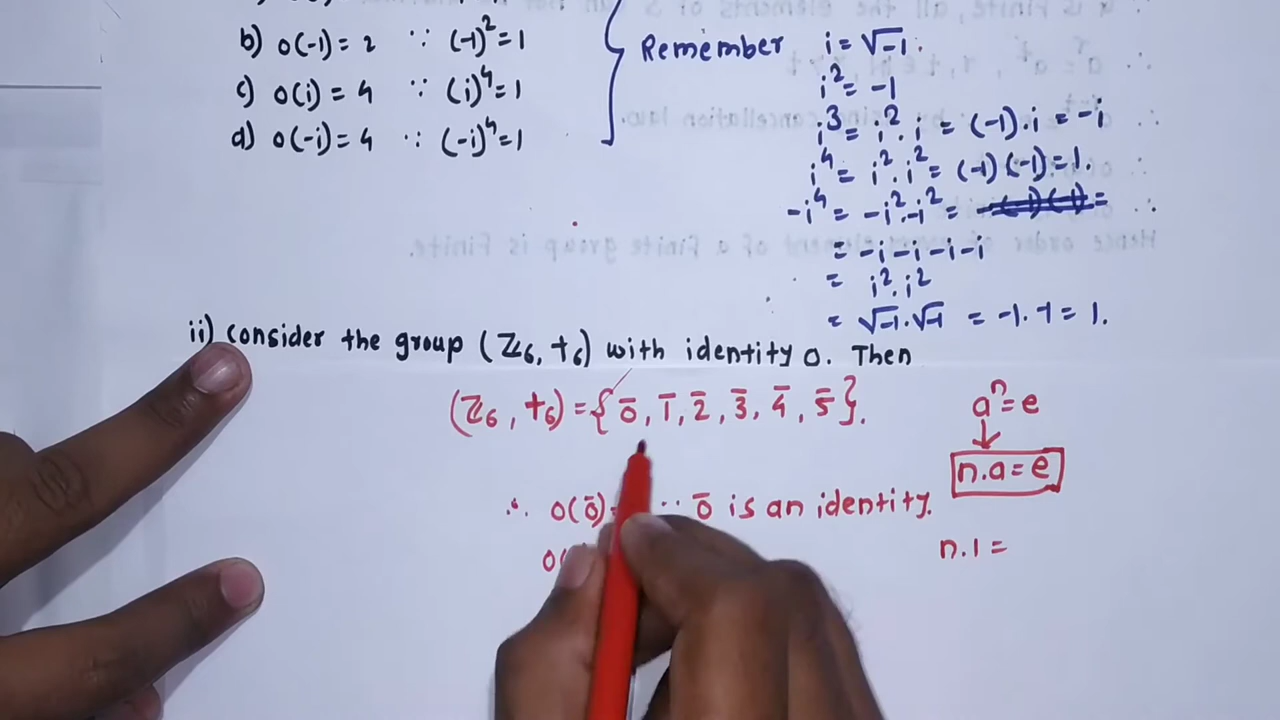 b) o(-1) = 2 ∵ (-1)²=1
c) o(i) = 4 ∵ (i)⁴=1
d) o(-i) = 4 ∵ (-i)⁴=1
Remember i = √-1.
i² = -1
i³ = i².i = (-1).i = -i
i⁴ = i².i² = (-1)(-1)=1.
-i⁴ = -i².-i² = -(-1)(-1) =
= -i-i-i-i
= i².i²
= √-1.√-1 = -1.-1 = 1.
ii) consider the group (Z₆, +₆) with identity 0. Then
(Z₆, +₆) = { 0̄, 1̄, 2̄, 3̄, 4̄, 5̄ }.
aⁿ = e
↓
n.a = e
∴ o(0̄) = ∵ 0̄ is an identity.
o(
n.1 =